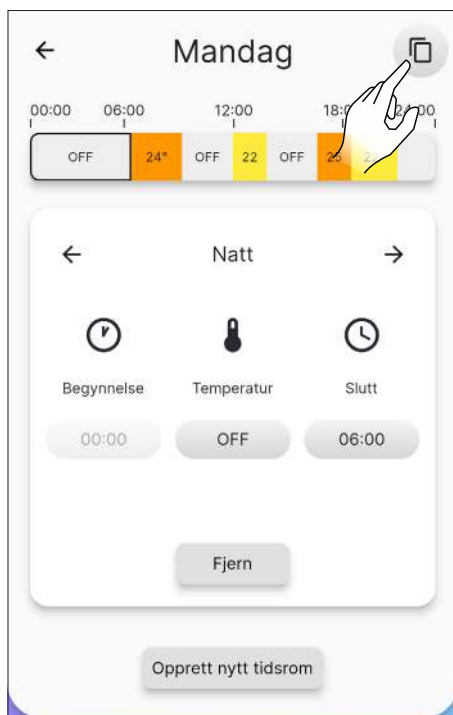 Mandag
00:00 06:00 12:00
OFF 24° OFF 22 OFF
Natt
Begynnelse Temperatur Slutt
00:00 OFF 06:00
Fjern
Opprett nytt tidsrom